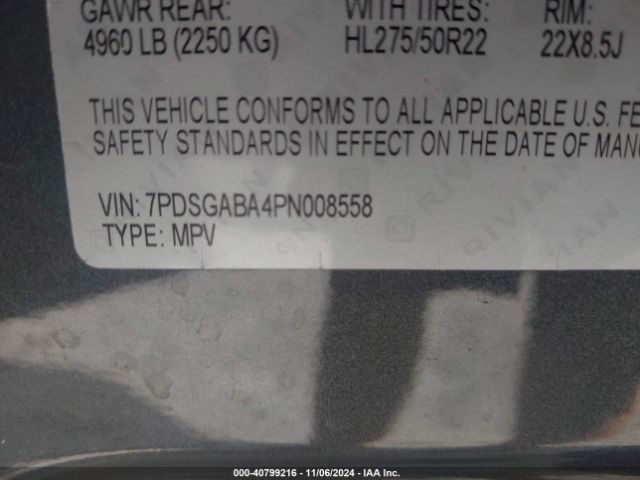 GAWR REAR: WITH TIRES: RIM:
4960 LB (2250 KG) HL275/50R22 22X8.5J
THIS VEHICLE CONFORMS TO ALL APPLICABLE U.S. FE
SAFETY STANDARDS IN EFFECT ON THE DATE OF MANU
VIN: 7PDSGABA4PN008558
TYPE: MPV
RIVIAN
000-40799216 - 11/06/2024 - IAA Inc.